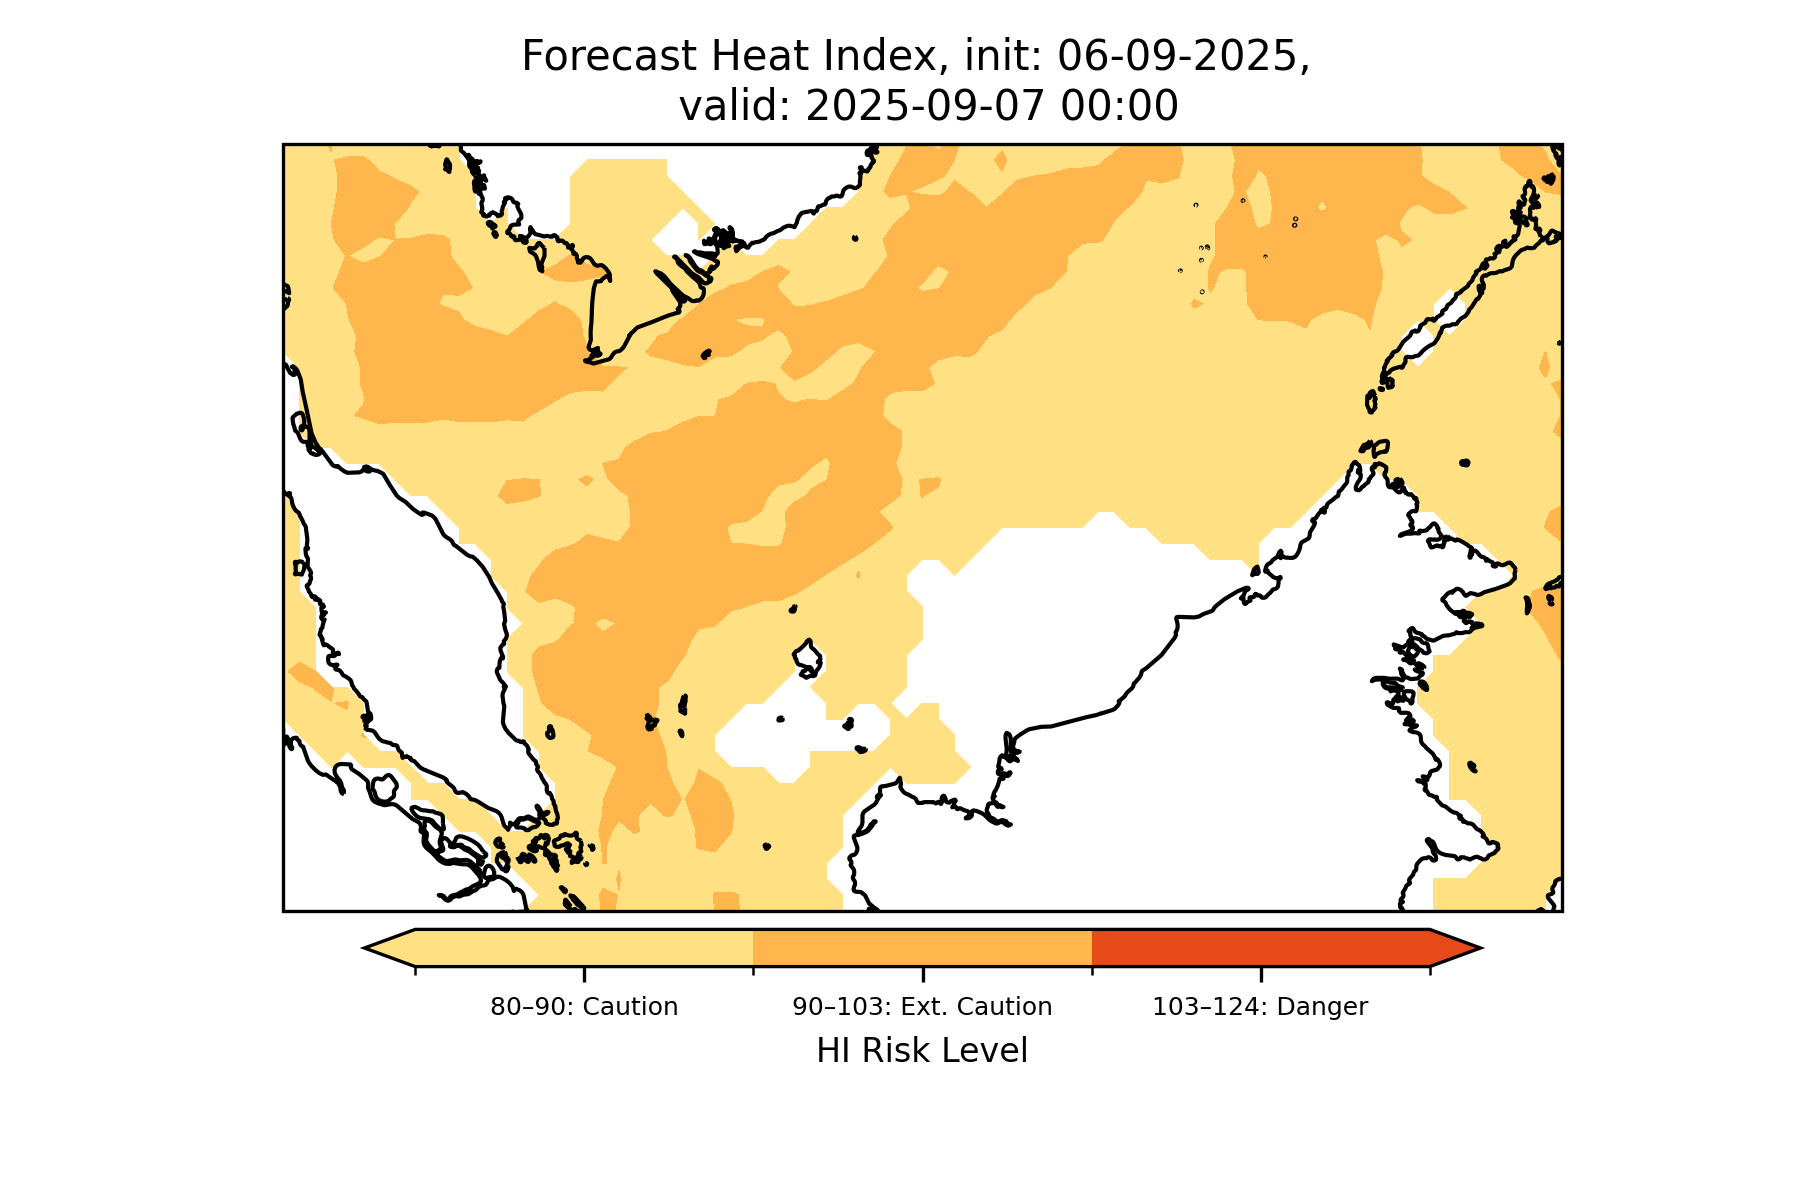 Forecast Heat Index, init: 06-09-2025,
valid: 2025-09-07 00:00
80–90: Caution
90–103: Ext. Caution
103–124: Danger
HI Risk Level